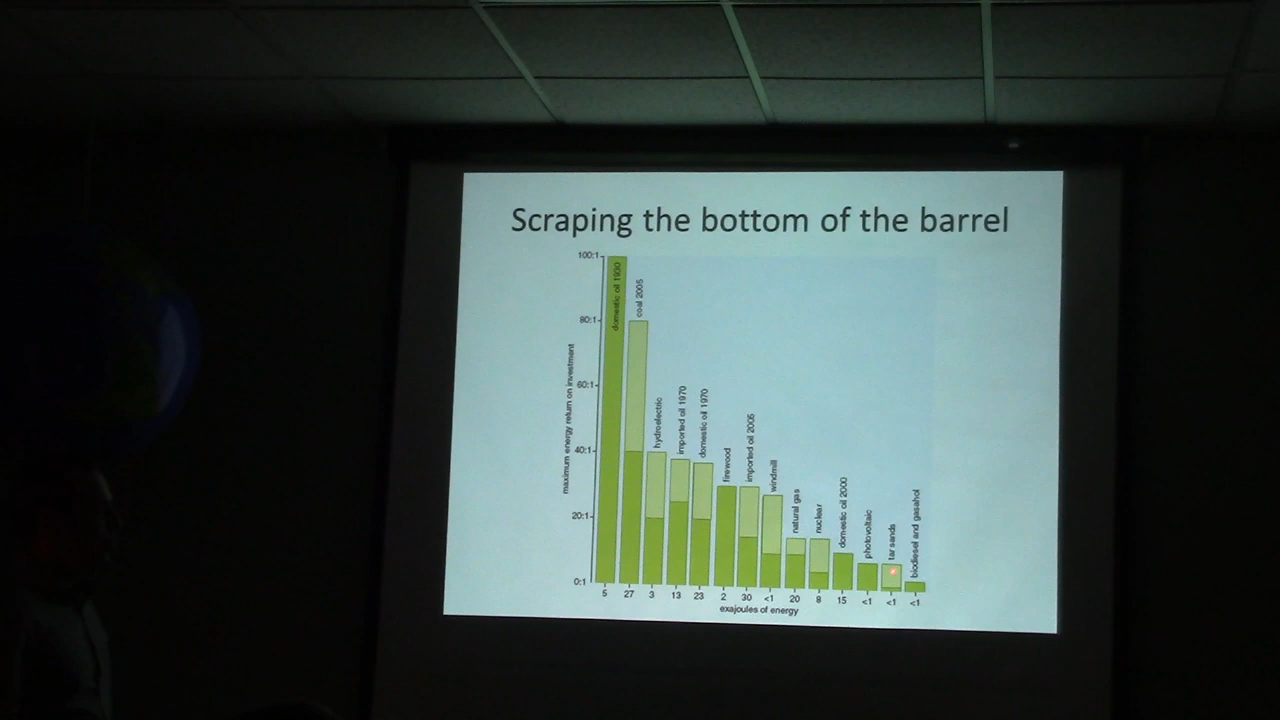 Scraping the bottom of the barrel
maximum energy return on investment
100:1
80:1
60:1
40:1
20:1
0:1
domestic oil 1930
coal 2005
hydroelectric
imported oil 1970
domestic oil 1970
firewood
imported oil 2005
windmill
natural gas
nuclear
domestic oil 2000
photovoltaic
tar sands
biodiesel and gasahol
5 27 3 13 23 2 30 <1 20 8 15 <1 <1 <1
exajoules of energy